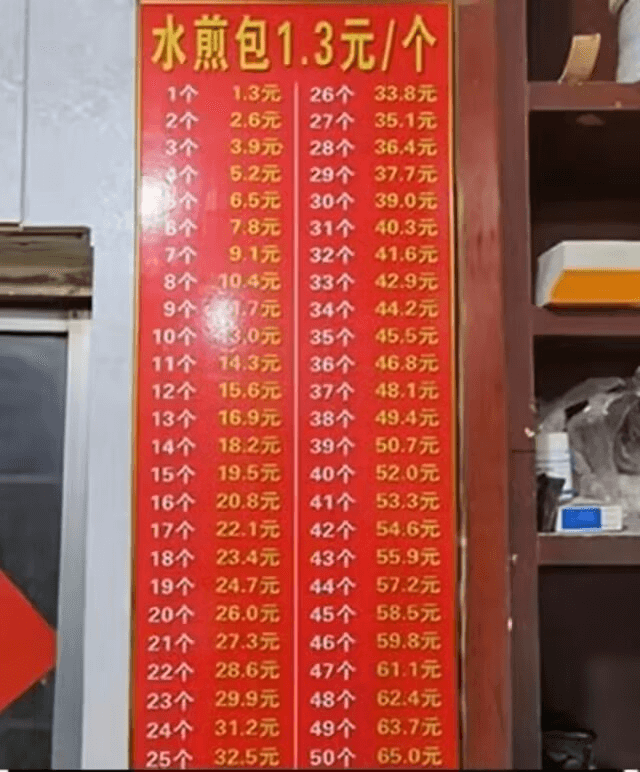 水煎包1.3元/个
1个 1.3元
2个 2.6元
3个 3.9元
4个 5.2元
5个 6.5元
6个 7.8元
7个 9.1元
8个 10.4元
9个
10个
11个 14.3元
12个 15.6元
13个 16.9元
14个 18.2元
15个 19.5元
16个 20.8元
17个 22.1元
18个 23.4元
19个 24.7元
20个 26.0元
21个 27.3元
22个 28.6元
23个 29.9元
24个 31.2元
25个 32.5元
26个 33.8元
27个 35.1元
28个 36.4元
29个 37.7元
30个 39.0元
31个 40.3元
32个 41.6元
33个 42.9元
34个 44.2元
35个 45.5元
36个 46.8元
37个 48.1元
38个 49.4元
39个 50.7元
40个 52.0元
41个 53.3元
42个 54.6元
43个 55.9元
44个 57.2元
45个 58.5元
46个 59.8元
47个 61.1元
48个 62.4元
49个 63.7元
50个 65.0元